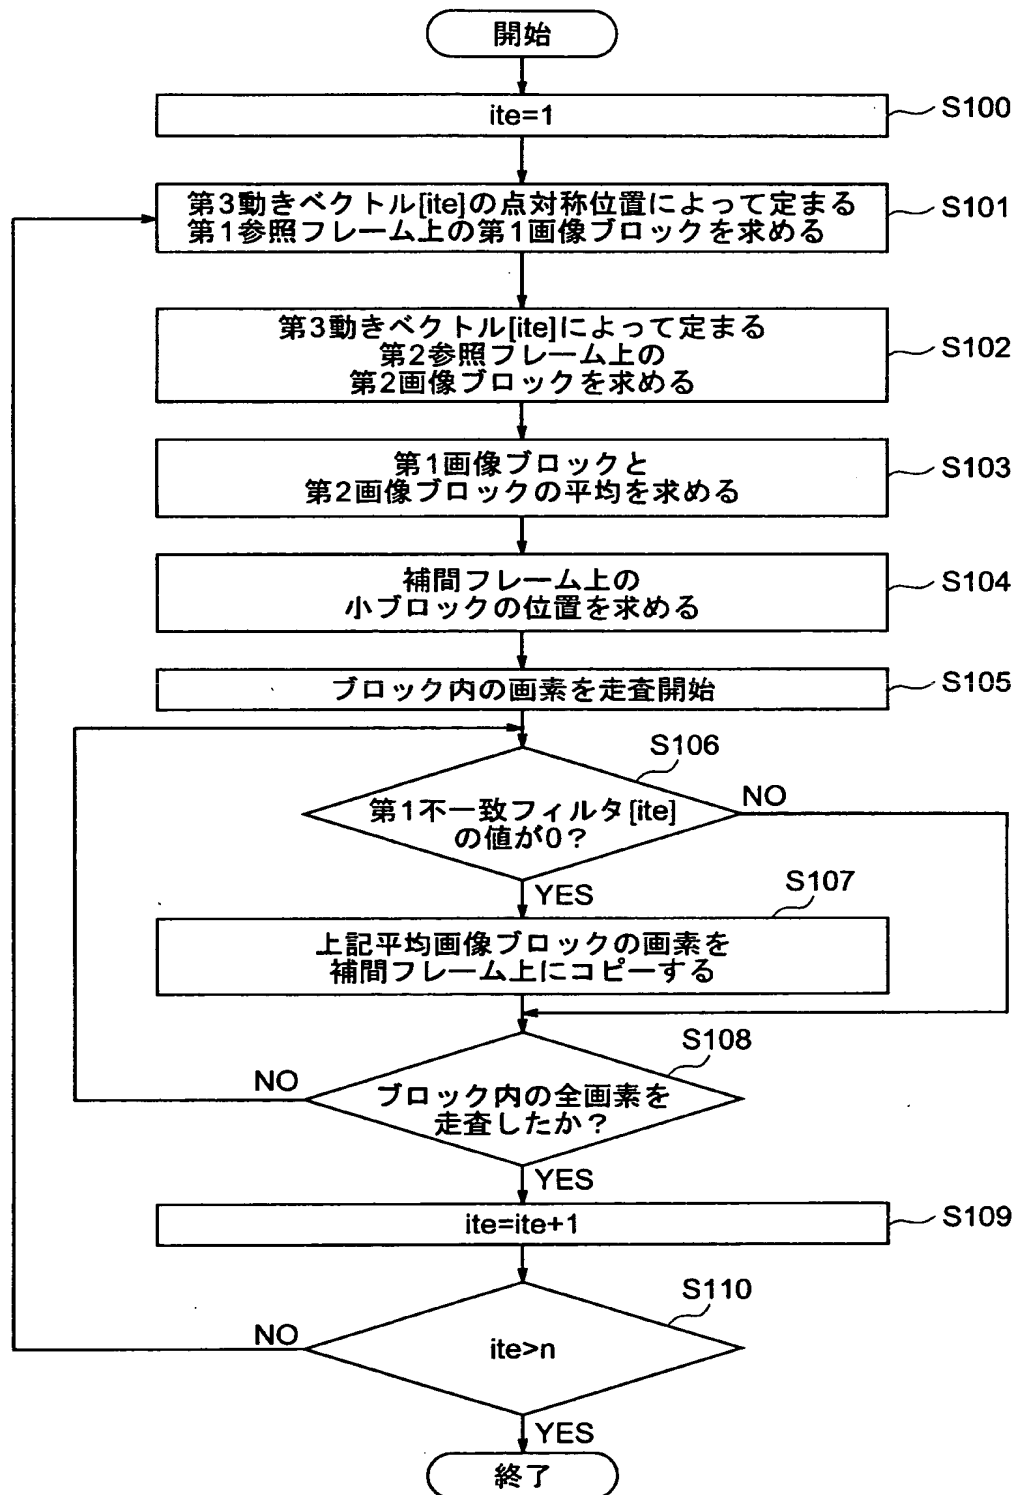 開始
ite=1
S100
第3動きベクトル[ite]の点対称位置によって定まる
第1参照フレーム上の第1画像ブロックを求める
S101
第3動きベクトル[ite]によって定まる
第2参照フレーム上の
第2画像ブロックを求める
S102
第1画像ブロックと
第2画像ブロックの平均を求める
S103
補間フレーム上の
小ブロックの位置を求める
S104
ブロック内の画素を走査開始
S105
S106
第1不一致フィルタ[ite]
の値が0?
NO
YES
S107
上記平均画像ブロックの画素を
補間フレーム上にコピーする
S108
NO
ブロック内の全画素を
走査したか?
YES
ite=ite+1
S109
S110
NO
ite>n
YES
終了